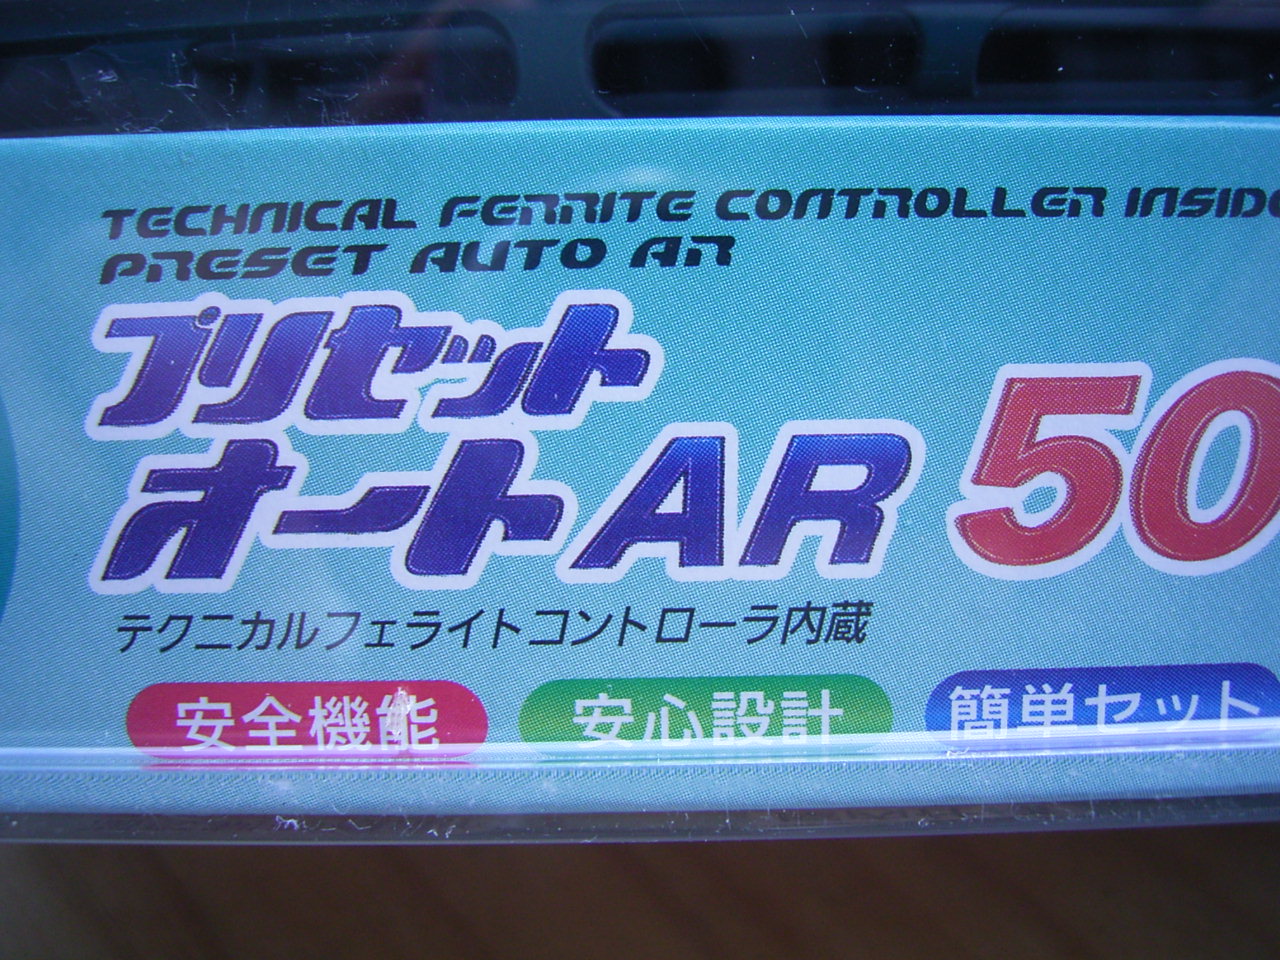 TECHNICAL FERRITE CONTROLLER INSIDE
PRESET AUTO AR
プリセット
オートAR 50
テクニカルフェライトコントローラ内蔵
安全機能 安心設計 簡単セット